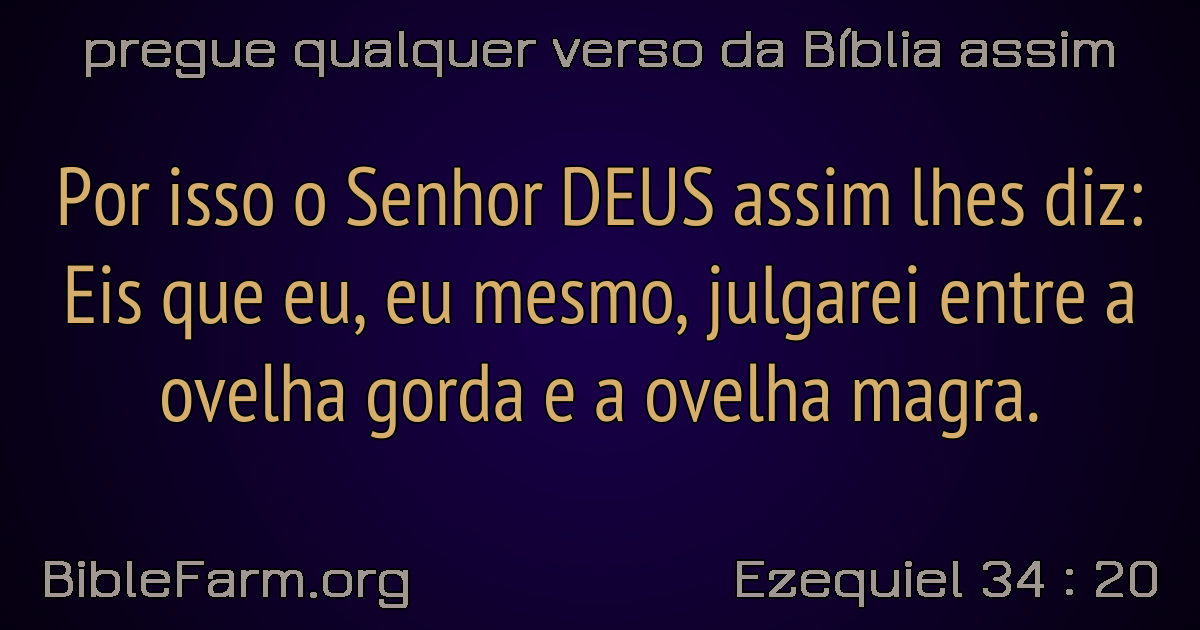 pregue qualquer verso da Bíblia assim
Por isso o Senhor DEUS assim lhes diz:
Eis que eu, eu mesmo, julgarei entre a
ovelha gorda e a ovelha magra.
BibleFarm.org
Ezequiel 34 : 20